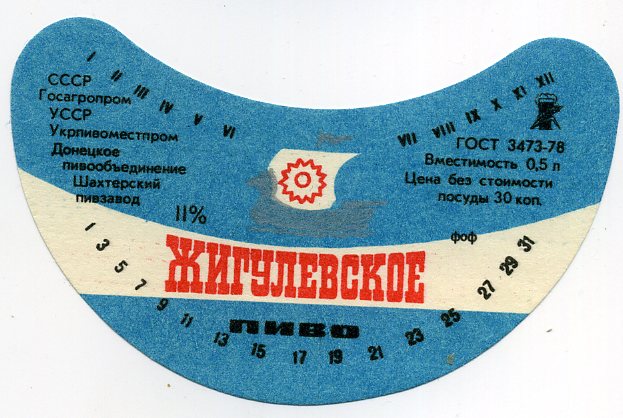 I II III IV V VI VII VIII IX X XI XII
СССР
Госагропром
УССР
Укрпивоместпром
Донецкое
пивообъединение
Шахтерский
пивзавод
11%
ГОСТ 3473-78
Вместимость 0,5 л
Цена без стоимости
посуды 30 коп.
фоф
ЖИГУЛЕВСКОЕ
ПИВО
1 3 5 7 9 11 13 15 17 19 21 23 25 27 29 31